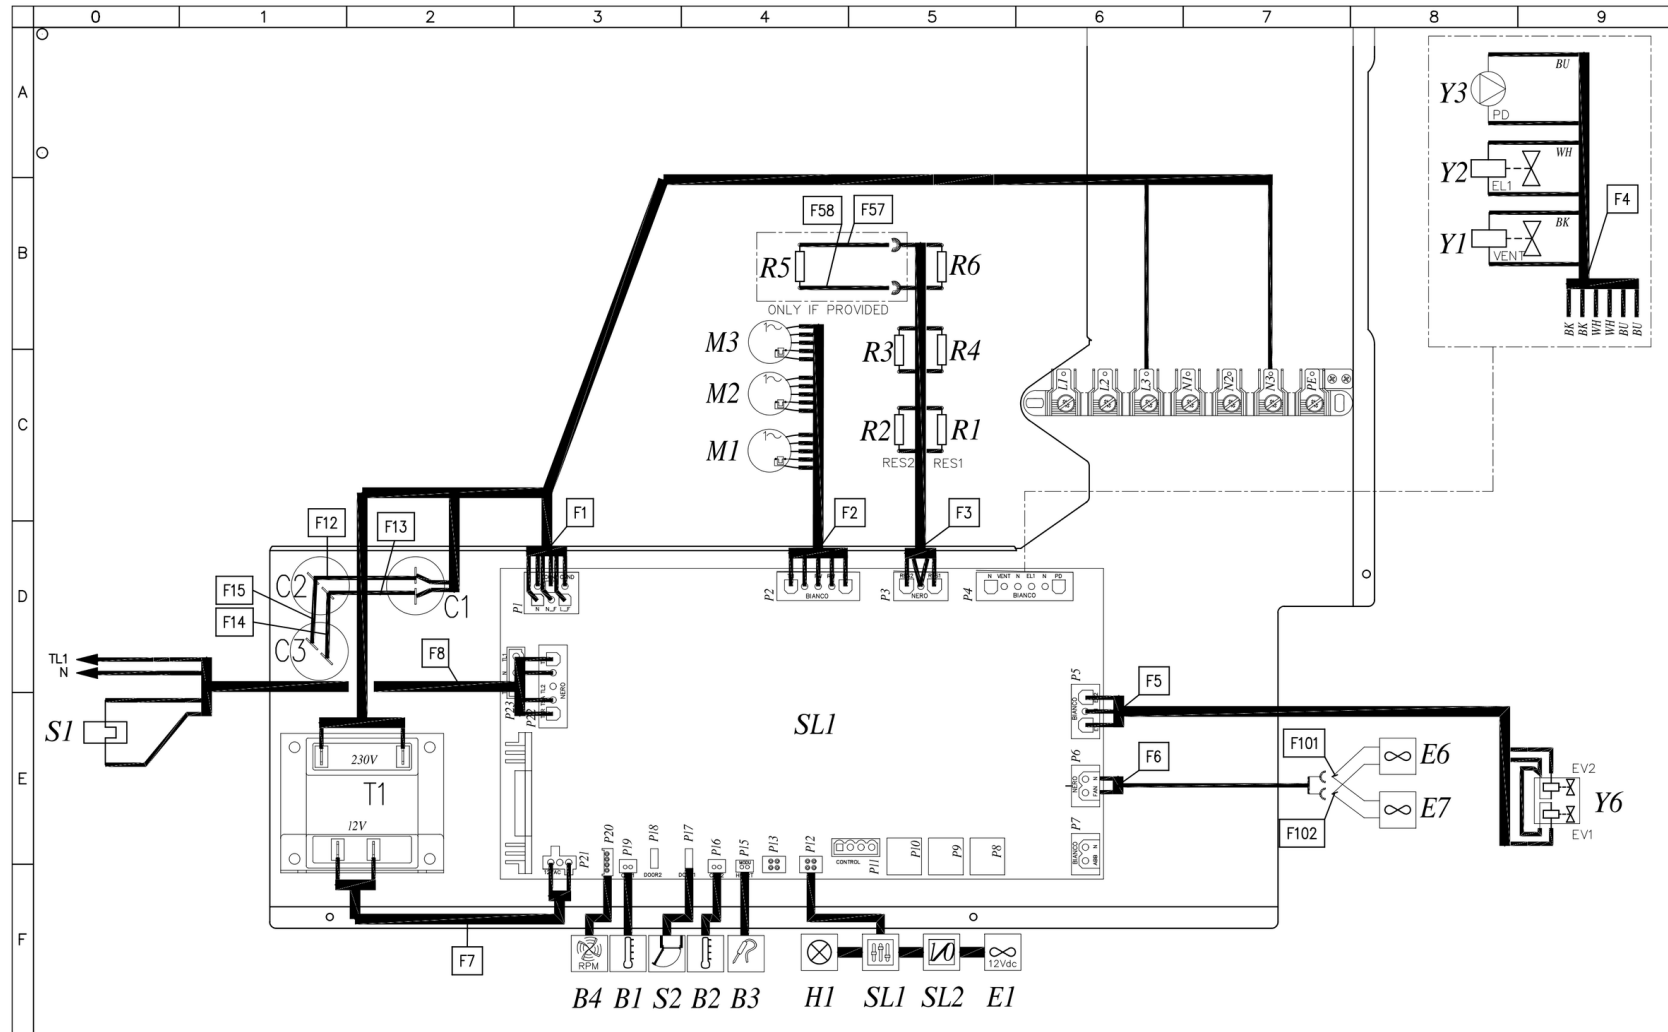 0 1 2 3 4 5 6 7 8 9
A
B
C
D
E
F
Y3
BU
PD
Y2
WH
EL1
Y1
BK
VENT
F4
BK BK WH WH BU BU
F58 F57
R5
R6
ONLY IF PROVIDED
M3
R3
R4
M2
R2
R1
M1
RES2 RES1
L1 L2 L3 N1 N2 N3 PE
F12 F13
F1
F2
F3
F15
F14
C2
C1
C3
P1
N N_F L_F
P2
BIANCO
P3
NERO
P4
N VENT N EL1 N PD
BIANCO
TL1
N
F8
TL2
NERO
P23
P22
S1
SL1
P5
BIANCO
F5
P6
NERO
FAN N
F6
F101
F102
E6
E7
EV2
Y6
EV1
P7
BIANCO
ABB N
230V
T1
12V
P21
P20
P19
P18
DOOR2
P17
P16
P15
P13
P12
CONTROL
P11
P10
P9
P8
F7
RPM
12Vdc
I/O
B4 B1 S2 B2 B3 H1 SL1 SL2 E1